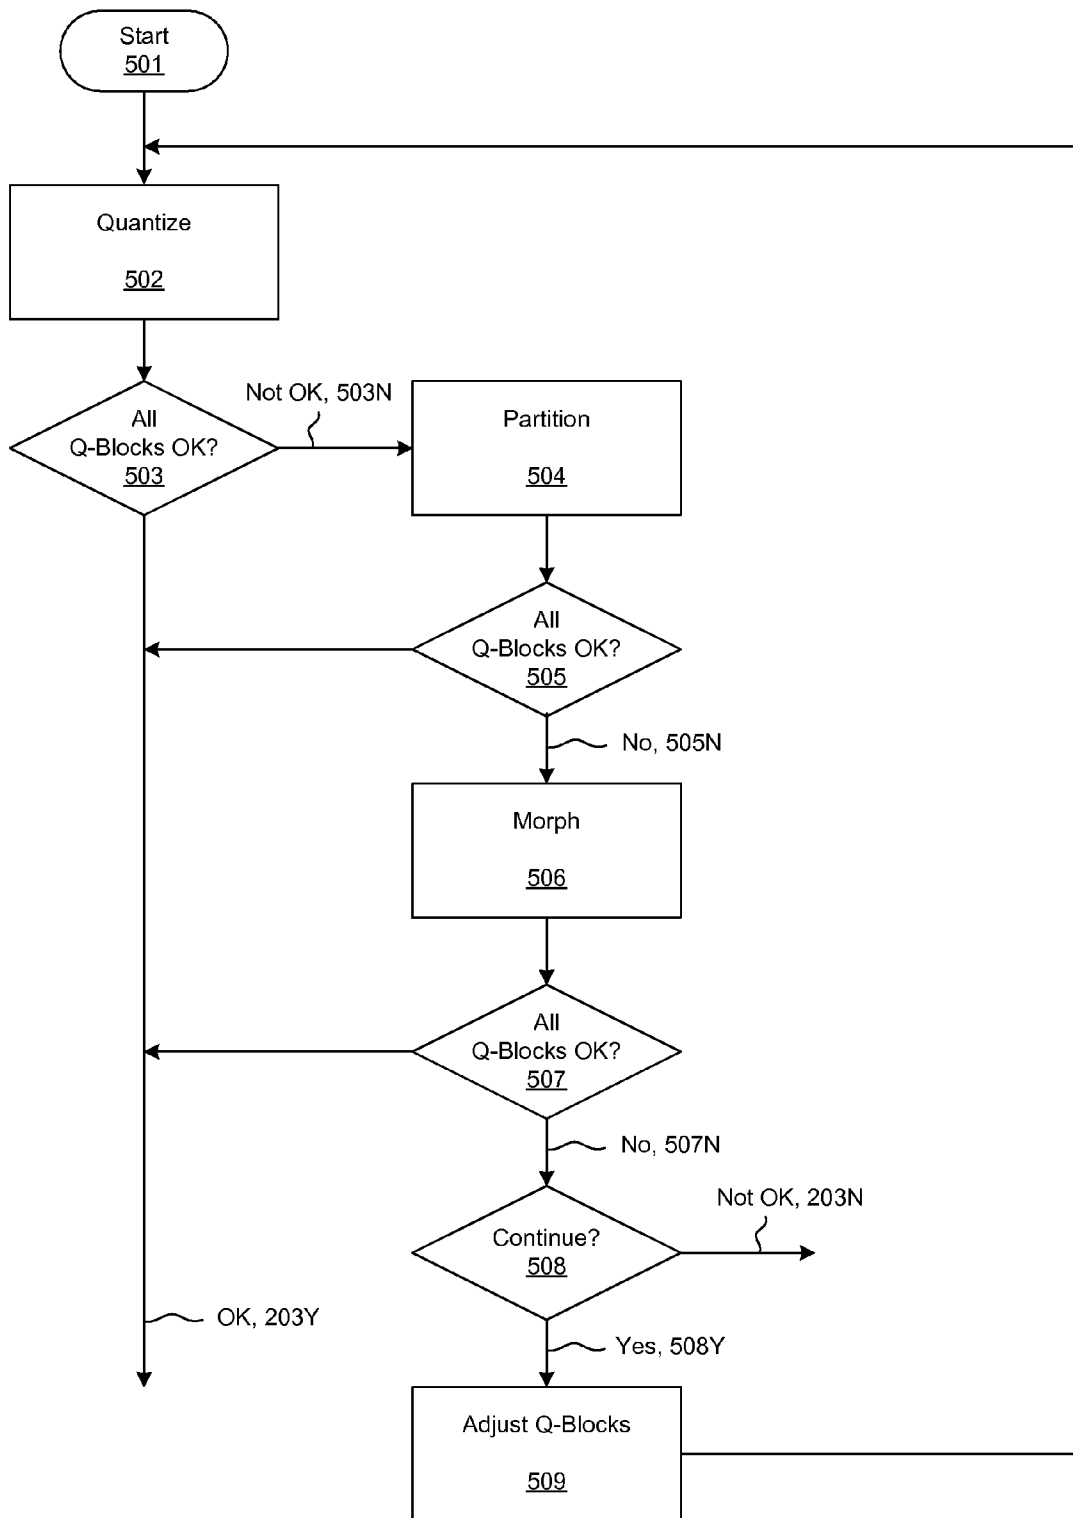 Start
501
Quantize
502
All
Q-Blocks OK?
503
Not OK, 503N
Partition
504
All
Q-Blocks OK?
505
No, 505N
Morph
506
All
Q-Blocks OK?
507
No, 507N
Continue?
508
Not OK, 203N
OK, 203Y
Yes, 508Y
Adjust Q-Blocks
509